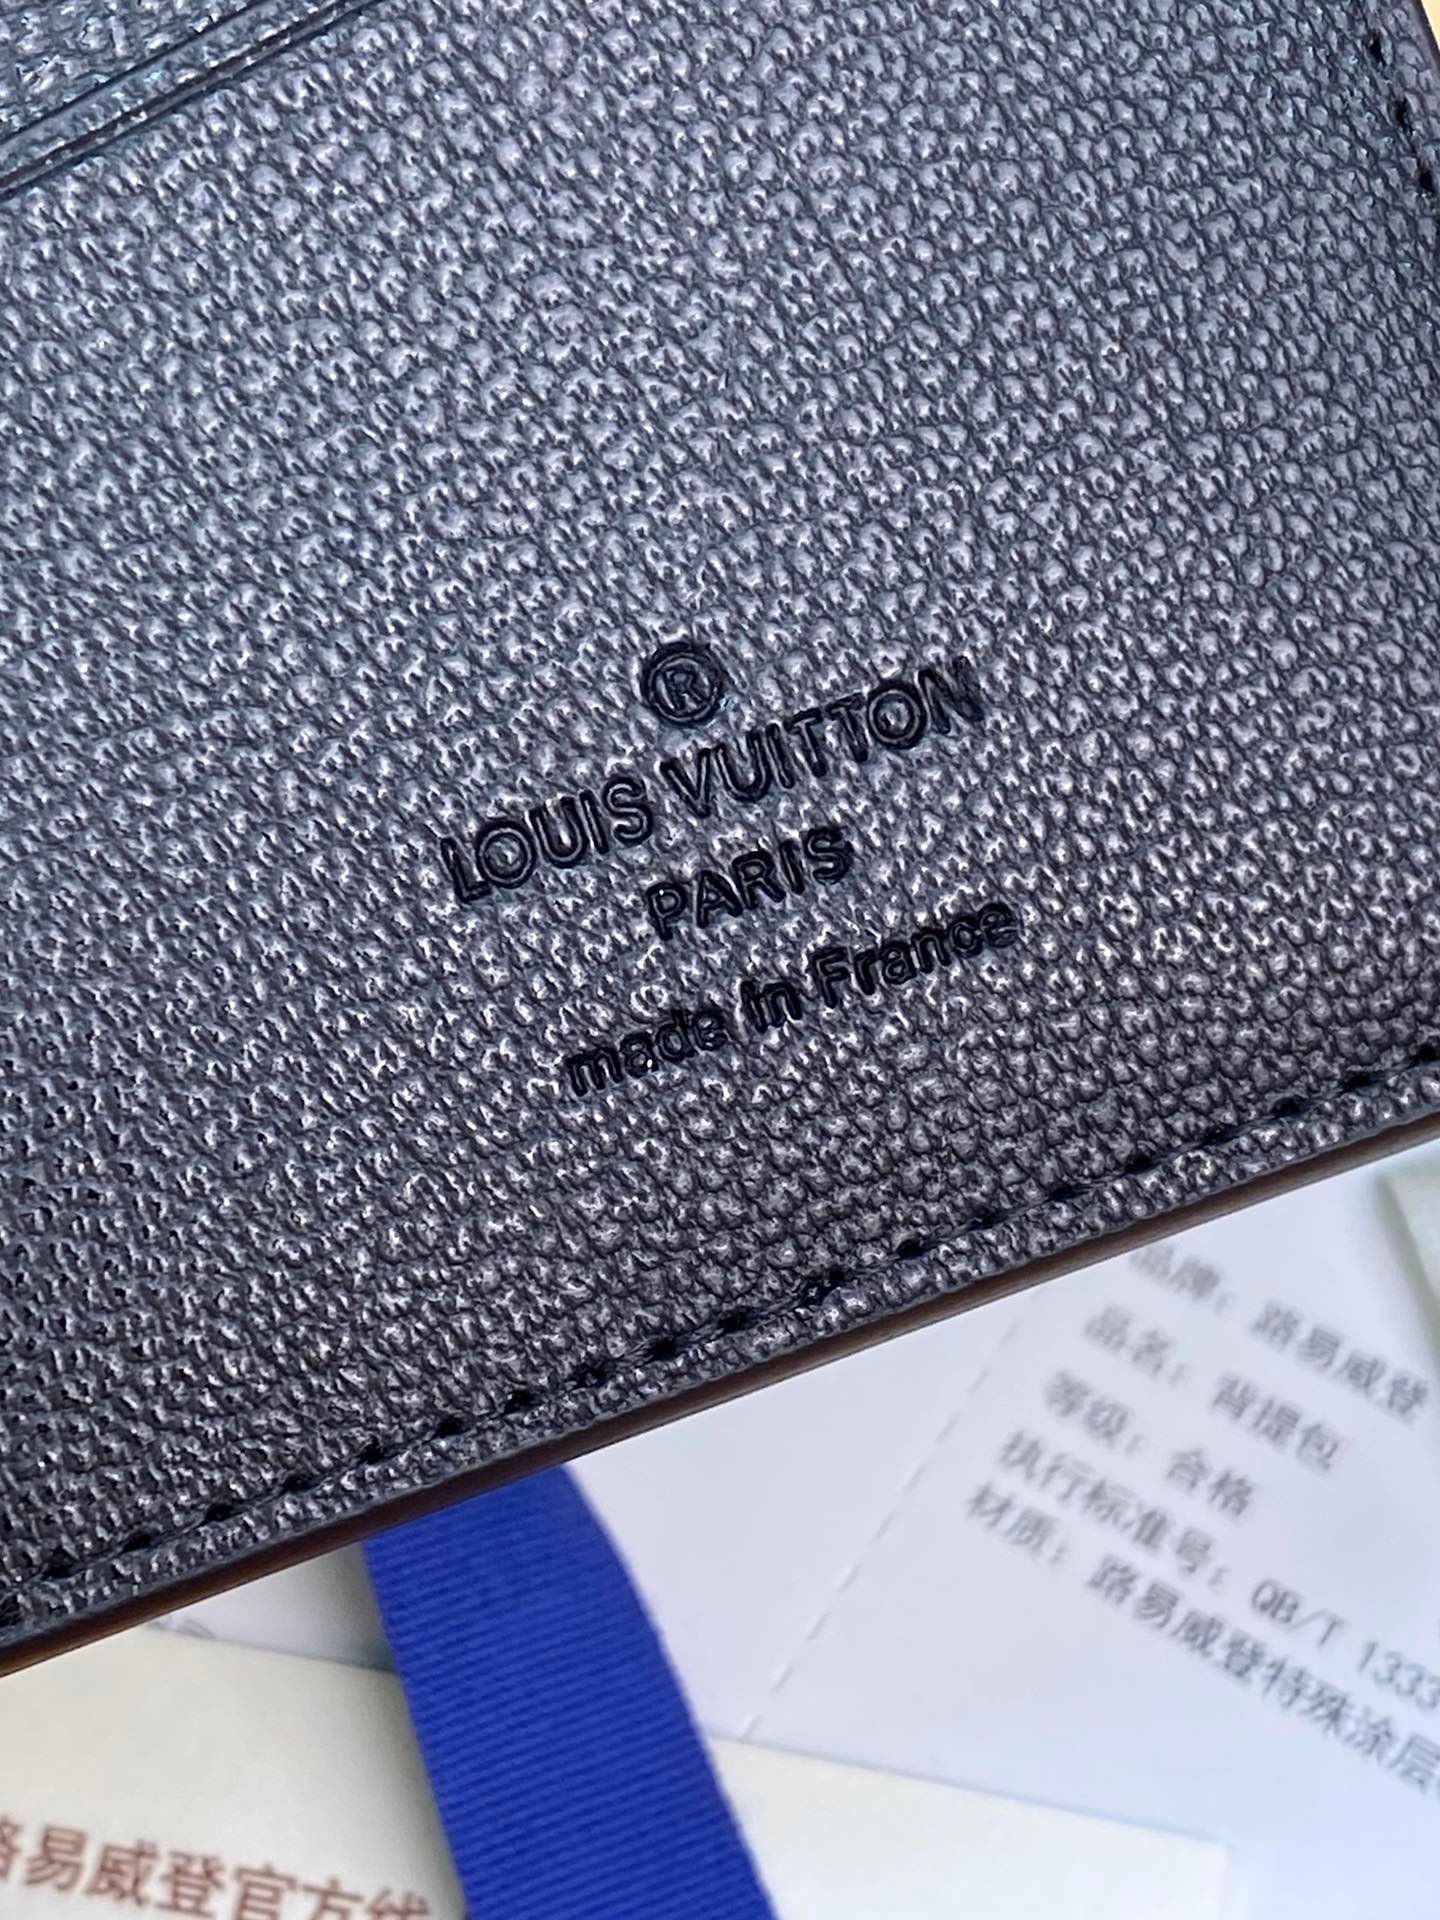 ®
LOUIS VUITTON
PARIS
made in France
品牌：路易威登
品名：背提包
等级：合格
执行标准号：QB/T 1333
材质：路易威登特殊涂层
路易威登官方